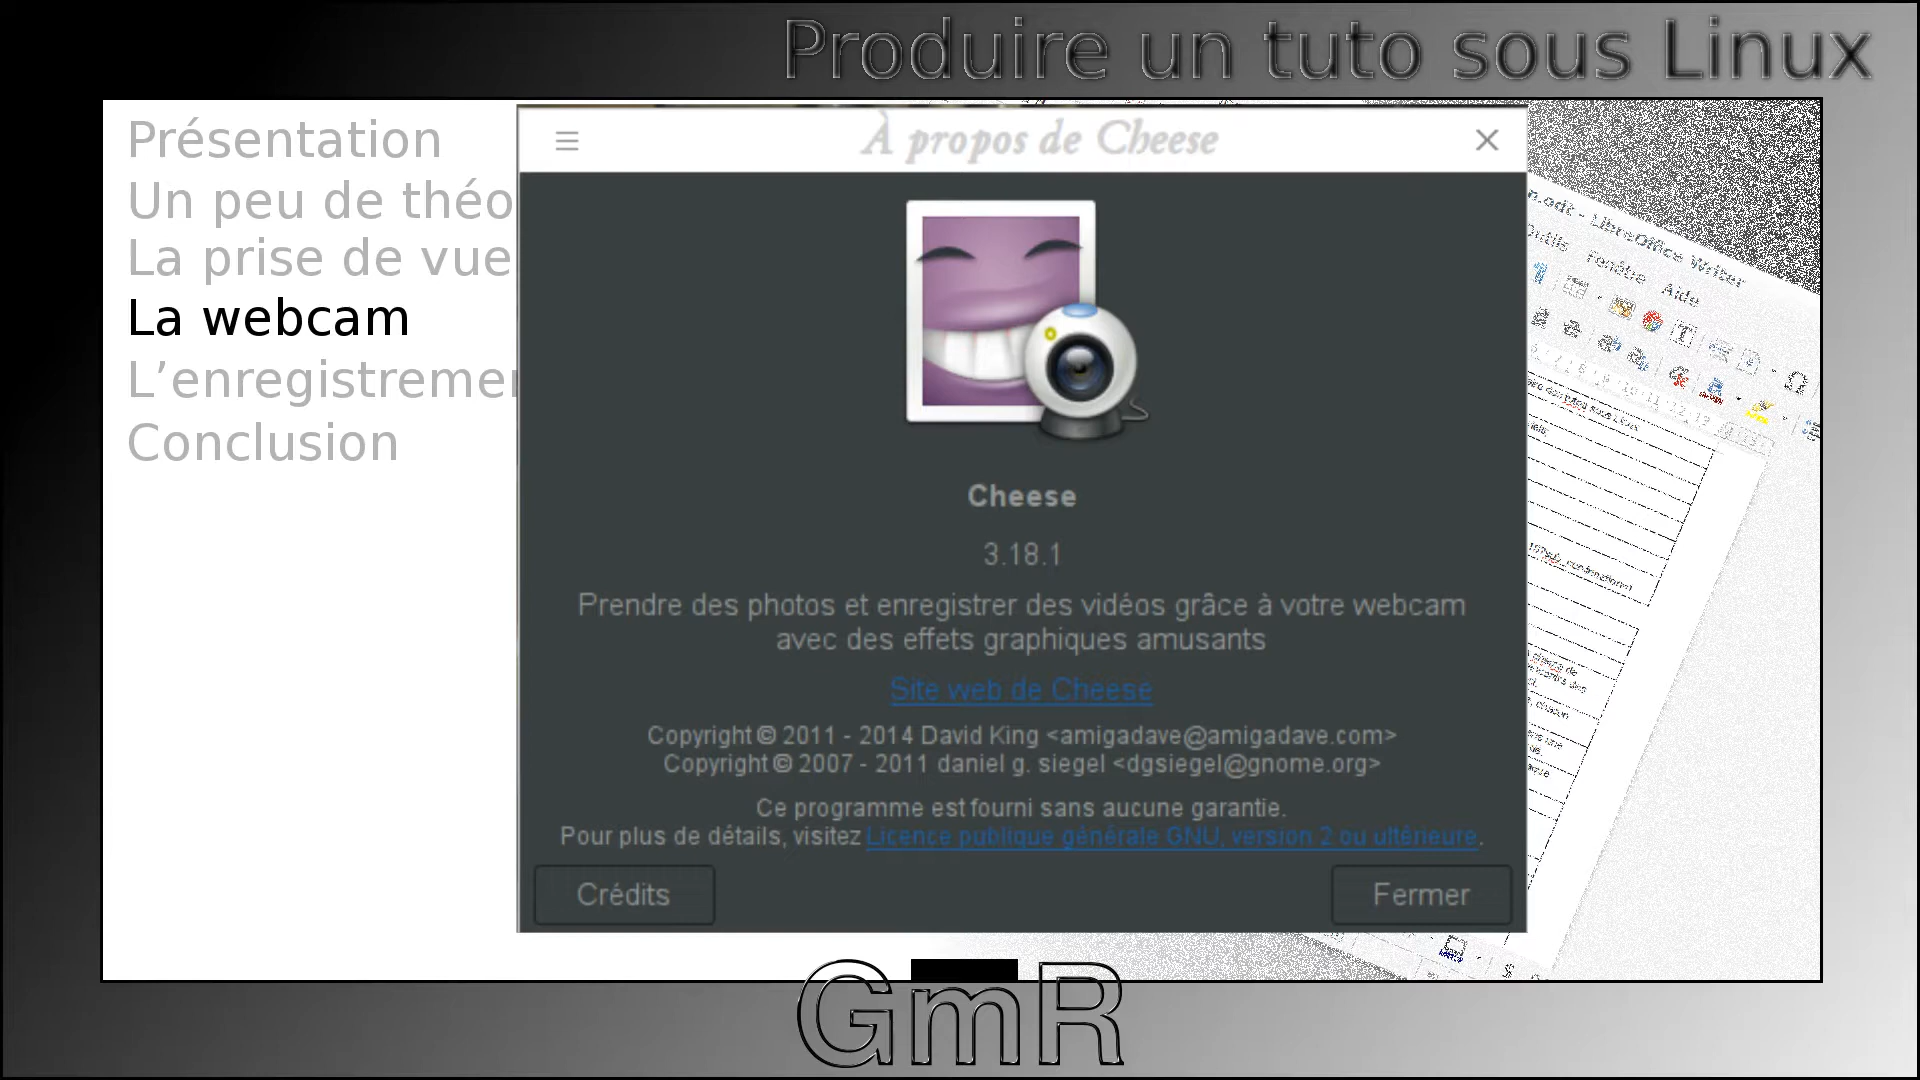 Produire un tuto sous Linux
Présentation
Un peu de théo
La prise de vue
La webcam
L’enregistremen
Conclusion
À propos de Cheese
Cheese
3.18.1
Prendre des photos et enregistrer des vidéos grâce à votre webcam
avec des effets graphiques amusants
Site web de Cheese
Copyright © 2011 - 2014 David King <amigadave@amigadave.com>
Copyright © 2007 - 2011 daniel g. siegel <dgsiegel@gnome.org>
Ce programme est fourni sans aucune garantie.
Pour plus de détails, visitez Licence publique générale GNU, version 2 ou ultérieure.
Crédits
Fermer
n.odt - LibreOffice Writer
Outils Fenêtre Aide
GmR